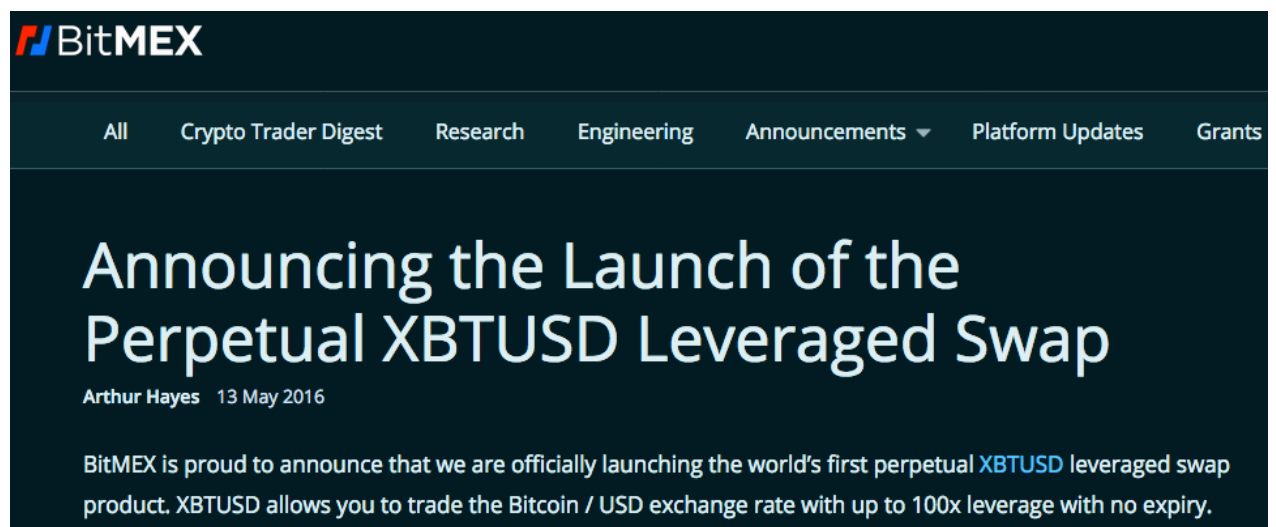 BitMEX
All Crypto Trader Digest Research Engineering Announcements Platform Updates Grants
Announcing the Launch of the
Perpetual XBTUSD Leveraged Swap
Arthur Hayes 13 May 2016
BitMEX is proud to announce that we are officially launching the world’s first perpetual XBTUSD leveraged swap
product. XBTUSD allows you to trade the Bitcoin / USD exchange rate with up to 100x leverage with no expiry.